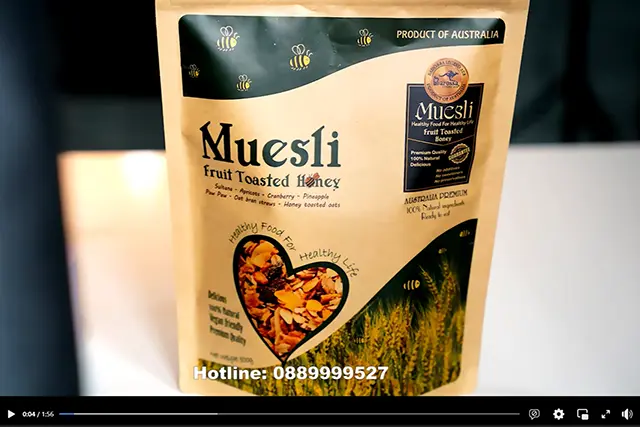 PRODUCT OF AUSTRALIA
Muesli
Healthy Food For Healthy Life
Fruit Toasted
Honey
Premium Quality
100% Natural
Delicious
GUARANTEE
Muesli
Fruit Toasted Honey
Sultana - Apricots - Cranberry - Pineapple
Paw Paw - Oat bran straws - Honey toasted oats
AUSTRALIA PREMIUM
100% Natural ingredients
Ready to eat
Healthy Food For Healthy Life
Delicious
100% Natural
Vegan friendly
Premium Quality
Hotline: 0889999527
0:04 / 1:56